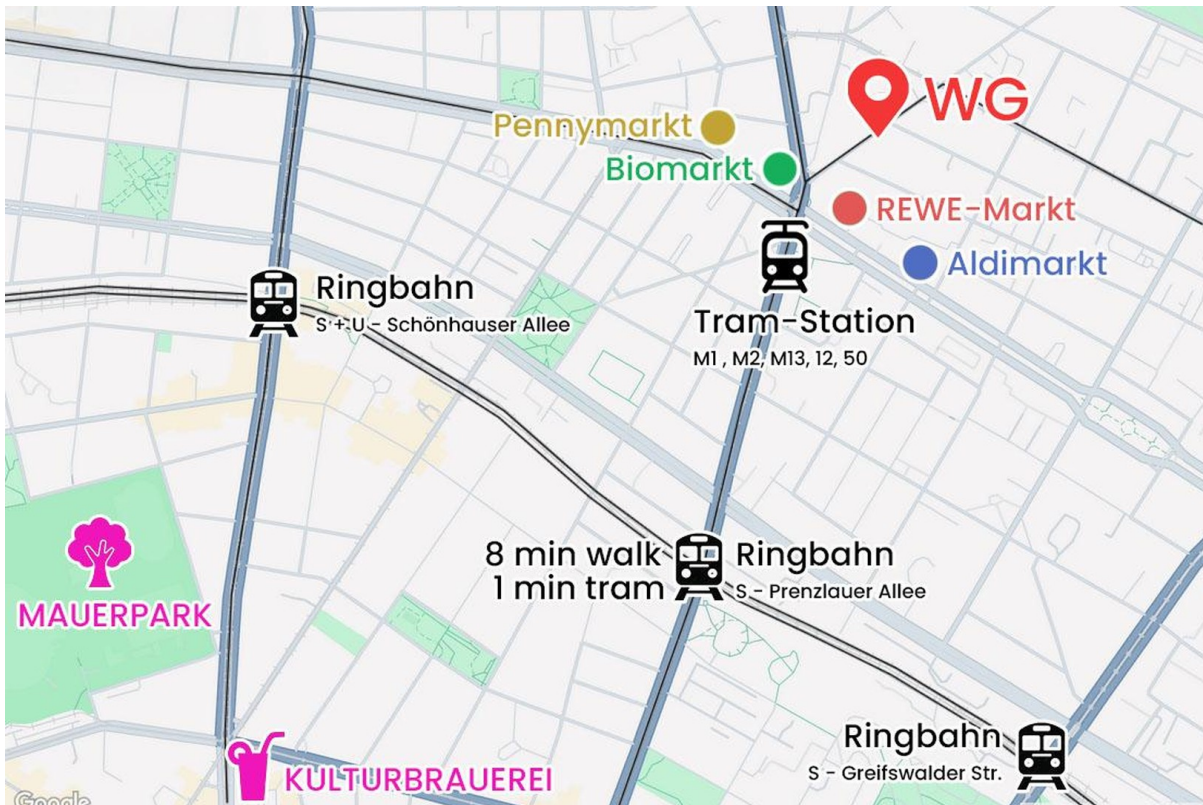 WG
Pennymarkt
Biomarkt
REWE-Markt
Aldimarkt
Ringbahn
S + U - Schönhauser Allee
Tram-Station
M1 , M2, M13, 12, 50
8 min walk
1 min tram
Ringbahn
S - Prenzlauer Allee
MAUERPARK
Ringbahn
S - Greifswalder Str.
KULTURBRAUEREI
Google